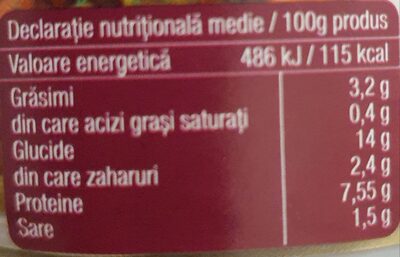 Declarație nutrițională medie / 100g produs
Valoare energetică 486 kJ / 115 kcal
Grăsimi 3,2 g
din care acizi grași saturați 0,4 g
Glucide 14 g
din care zaharuri 2,4 g
Proteine 7,55 g
Sare 1,5 g